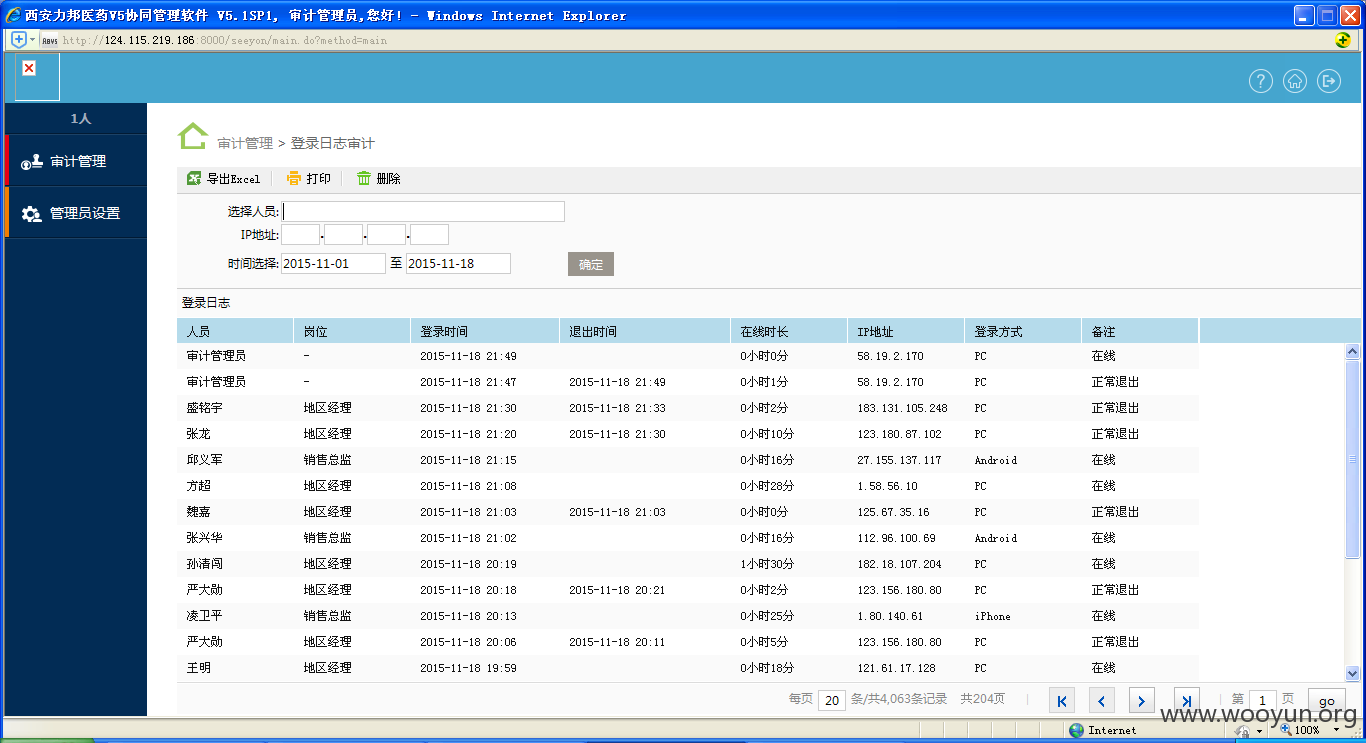 西安力邦医药V5协同管理软件 V5.1SP1, 审计管理员,您好! - Windows Internet Explorer
http://124.115.219.186:8000/seeyon/main.do?method=main
1人
审计管理
管理员设置
审计管理 > 登录日志审计
导出Excel 打印 删除
选择人员:
IP地址: . . .
时间选择: 2015-11-01 至 2015-11-18 确定
登录日志
人员 岗位 登录时间 退出时间 在线时长 IP地址 登录方式 备注
审计管理员 - 2015-11-18 21:49 0小时0分 58.19.2.170 PC 在线
审计管理员 - 2015-11-18 21:47 2015-11-18 21:49 0小时1分 58.19.2.170 PC 正常退出
盛铭宇 地区经理 2015-11-18 21:30 2015-11-18 21:33 0小时2分 183.131.105.248 PC 正常退出
张龙 地区经理 2015-11-18 21:20 2015-11-18 21:30 0小时10分 123.180.87.102 PC 正常退出
邱义军 销售总监 2015-11-18 21:15 0小时16分 27.155.137.117 Android 在线
方超 地区经理 2015-11-18 21:08 0小时28分 1.58.56.10 PC 在线
魏嘉 地区经理 2015-11-18 21:03 2015-11-18 21:03 0小时0分 125.67.35.16 PC 正常退出
张兴华 销售总监 2015-11-18 21:02 0小时16分 112.96.100.69 Android 在线
孙清闯 地区经理 2015-11-18 20:19 1小时30分 182.18.107.204 PC 在线
严大勋 地区经理 2015-11-18 20:18 2015-11-18 20:21 0小时2分 123.156.180.80 PC 正常退出
凌卫平 销售总监 2015-11-18 20:13 0小时25分 1.80.140.61 iPhone 在线
严大勋 地区经理 2015-11-18 20:06 2015-11-18 20:11 0小时5分 123.156.180.80 PC 正常退出
王明 地区经理 2015-11-18 19:59 0小时18分 121.61.17.128 PC 在线
每页 20 条/共4,063条记录 共204页 第 1 页 go
www.wooyun.org
Internet 100%